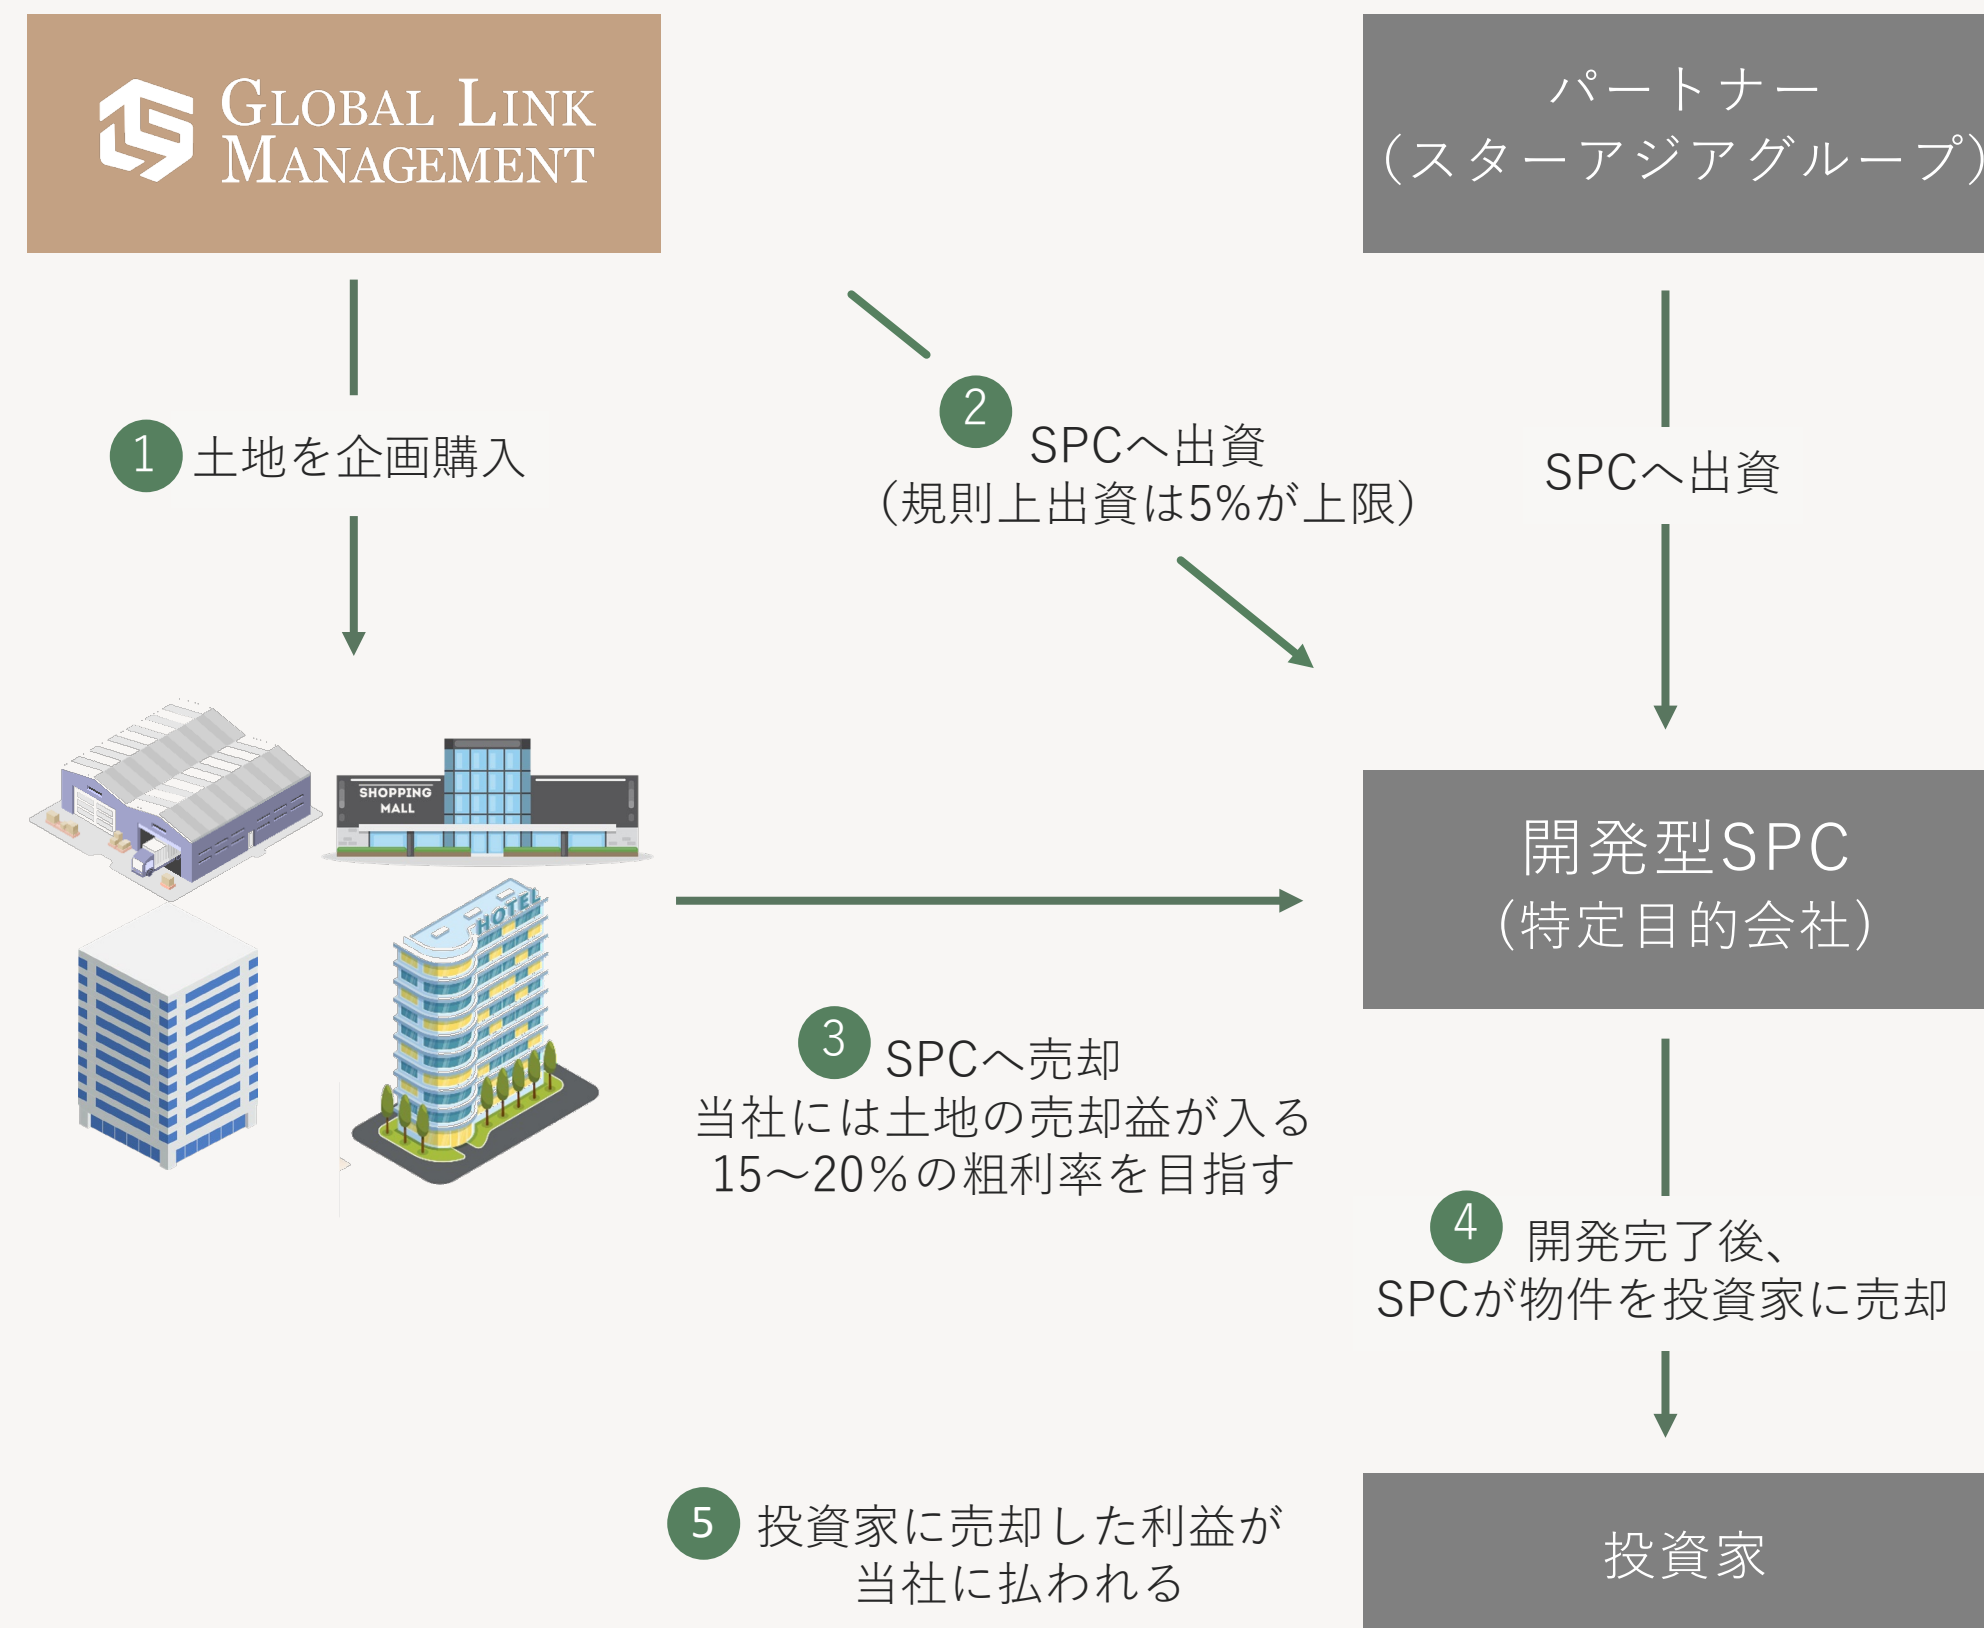 GLOBAL LINK
MANAGEMENT
パートナー
（スターアジアグループ）
1 土地を企画購入
2 SPCへ出資
（規則上出資は5%が上限）
SPCへ出資
SHOPPING
MALL
HOTEL
開発型SPC
（特定目的会社）
3 SPCへ売却
当社には土地の売却益が入る
15～20％の粗利率を目指す
4 開発完了後、
SPCが物件を投資家に売却
5 投資家に売却した利益が
当社に払われる
投資家